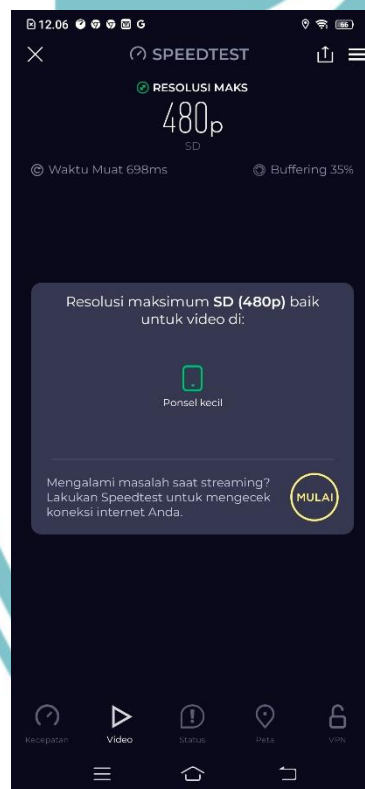 12.06
SPEEDTEST
RESOLUSI MAKS
480p
SD
Waktu Muat 698ms
Buffering 35%
Resolusi maksimum SD (480p) baik
untuk video di:
Ponsel kecil
Mengalami masalah saat streaming?
Lakukan Speedtest untuk mengecek
koneksi internet Anda.
MULAI
Kecepatan
Video
Status
Peta
VPN